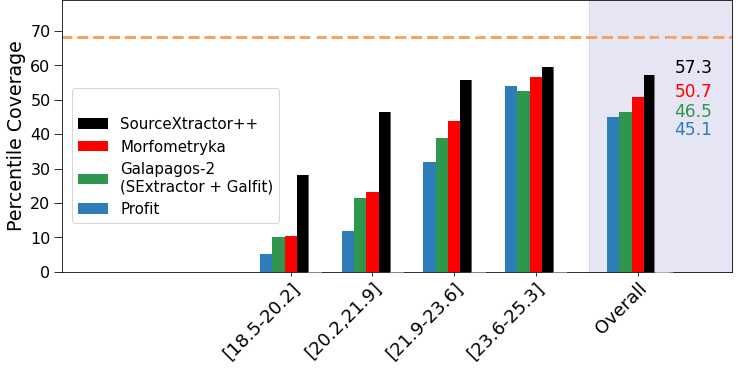 Percentile Coverage
70
60
50
40
30
20
10
0
SourceXtractor++
Morfometryka
Galapagos-2
(SExtractor + Galfit)
Profit
57.3
50.7
46.5
45.1
[18.5-20.2]
[20.2,21.9]
[21.9-23.6]
[23.6-25.3]
Overall